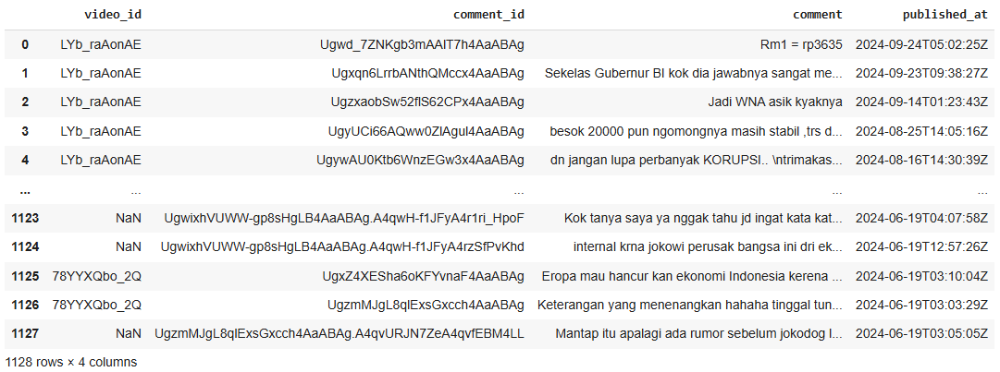 video_id comment_id comment published_at
0 LYb_raAonAE Ugwd_7ZNKgb3mAAlT7h4AaABAg Rm1 = rp3635 2024-09-24T05:02:25Z
1 LYb_raAonAE Ugxqn6LrrbANthQMccx4AaABAg Sekelas Gubernur BI kok dia jawabnya sangat me... 2024-09-23T09:38:27Z
2 LYb_raAonAE UgzxaobSw52flS62CPx4AaABAg Jadi WNA asik kyaknya 2024-09-14T01:23:43Z
3 LYb_raAonAE UgyUCi66AQww0ZlAgul4AaABAg besok 20000 pun ngomongnya masih stabil ,trs d... 2024-08-25T14:05:16Z
4 LYb_raAonAE UgywAU0Ktb6WnzEGw3x4AaABAg dn jangan lupa perbanyak KORUPSI.. \ntrimakas... 2024-08-16T14:30:39Z
... ... ... ... ...
1123 NaN UgwixhVUWW-gp8sHgLB4AaABAg.A4qwH-f1JFyA4r1ri_HpoF Kok tanya saya ya nggak tahu jd ingat kata kat... 2024-06-19T04:07:58Z
1124 NaN UgwixhVUWW-gp8sHgLB4AaABAg.A4qwH-f1JFyA4rzSfPvKhd internal krna jokowi perusak bangsa ini dri ek... 2024-06-19T12:57:26Z
1125 78YYXQbo_2Q UgxZ4XESha6oKFYvnaF4AaABAg Eropa mau hancur kan ekonomi Indonesia kerena ... 2024-06-19T03:10:04Z
1126 78YYXQbo_2Q UgzmMJgL8qlExsGxcch4AaABAg Keterangan yang menenangkan hahaha tinggal tun... 2024-06-19T03:03:29Z
1127 NaN UgzmMJgL8qlExsGxcch4AaABAg.A4qvURJN7ZeA4qvfEBM4LL Mantap itu apalagi ada rumor sebelum jokodog l... 2024-06-19T03:05:05Z
1128 rows × 4 columns